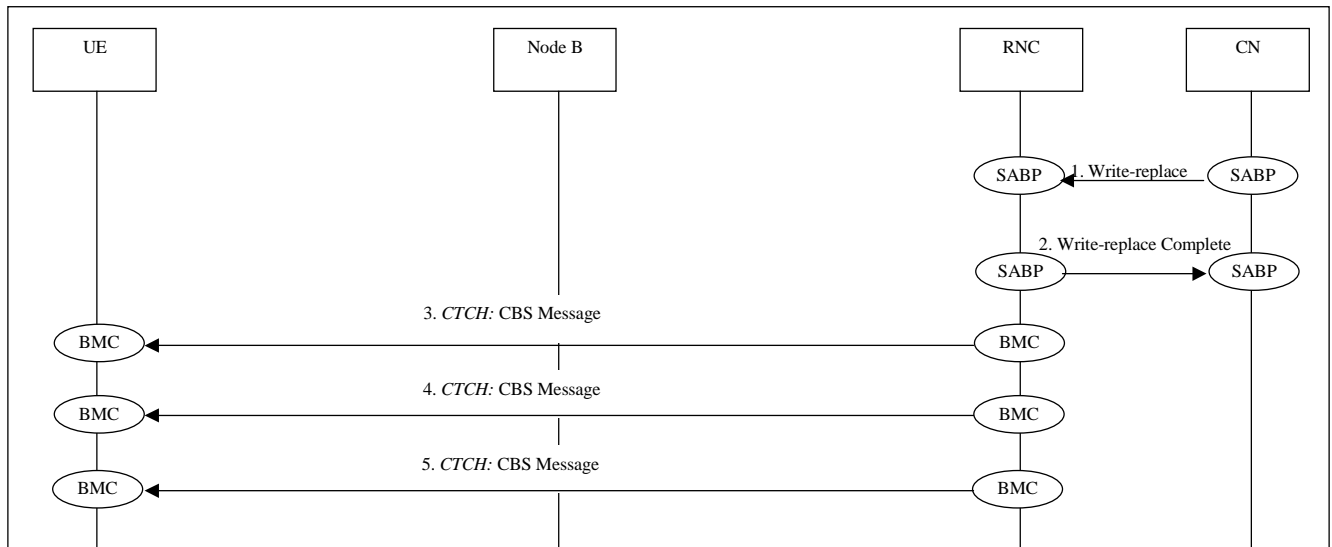 UE Node B RNC CN
SABP 1. Write-replace SABP
2. Write-replace Complete
SABP SABP
3. CTCH: CBS Message
BMC BMC
4. CTCH: CBS Message
BMC BMC
5. CTCH: CBS Message
BMC BMC